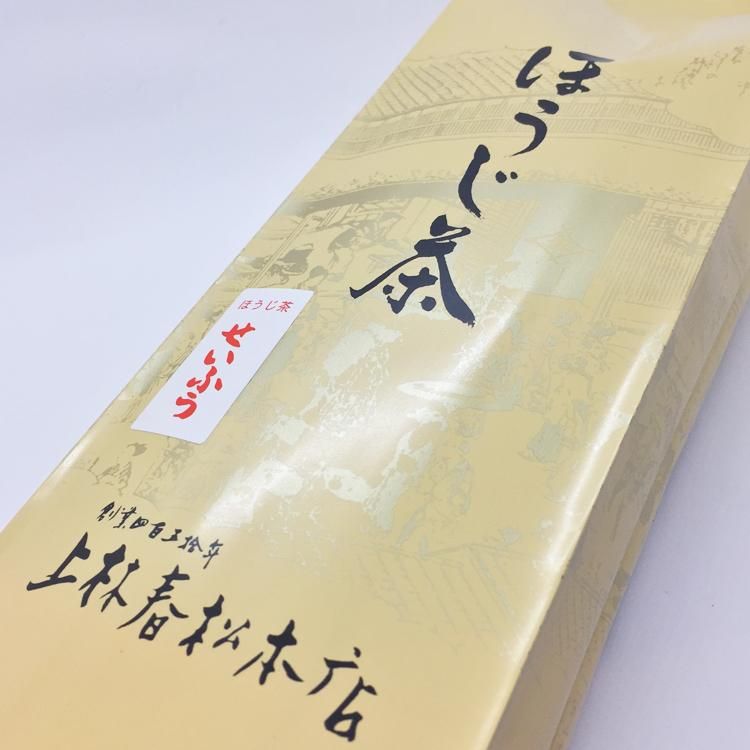 ほうじ茶
ほうじ茶
せいふう
創業四百五拾年
上林春松本店